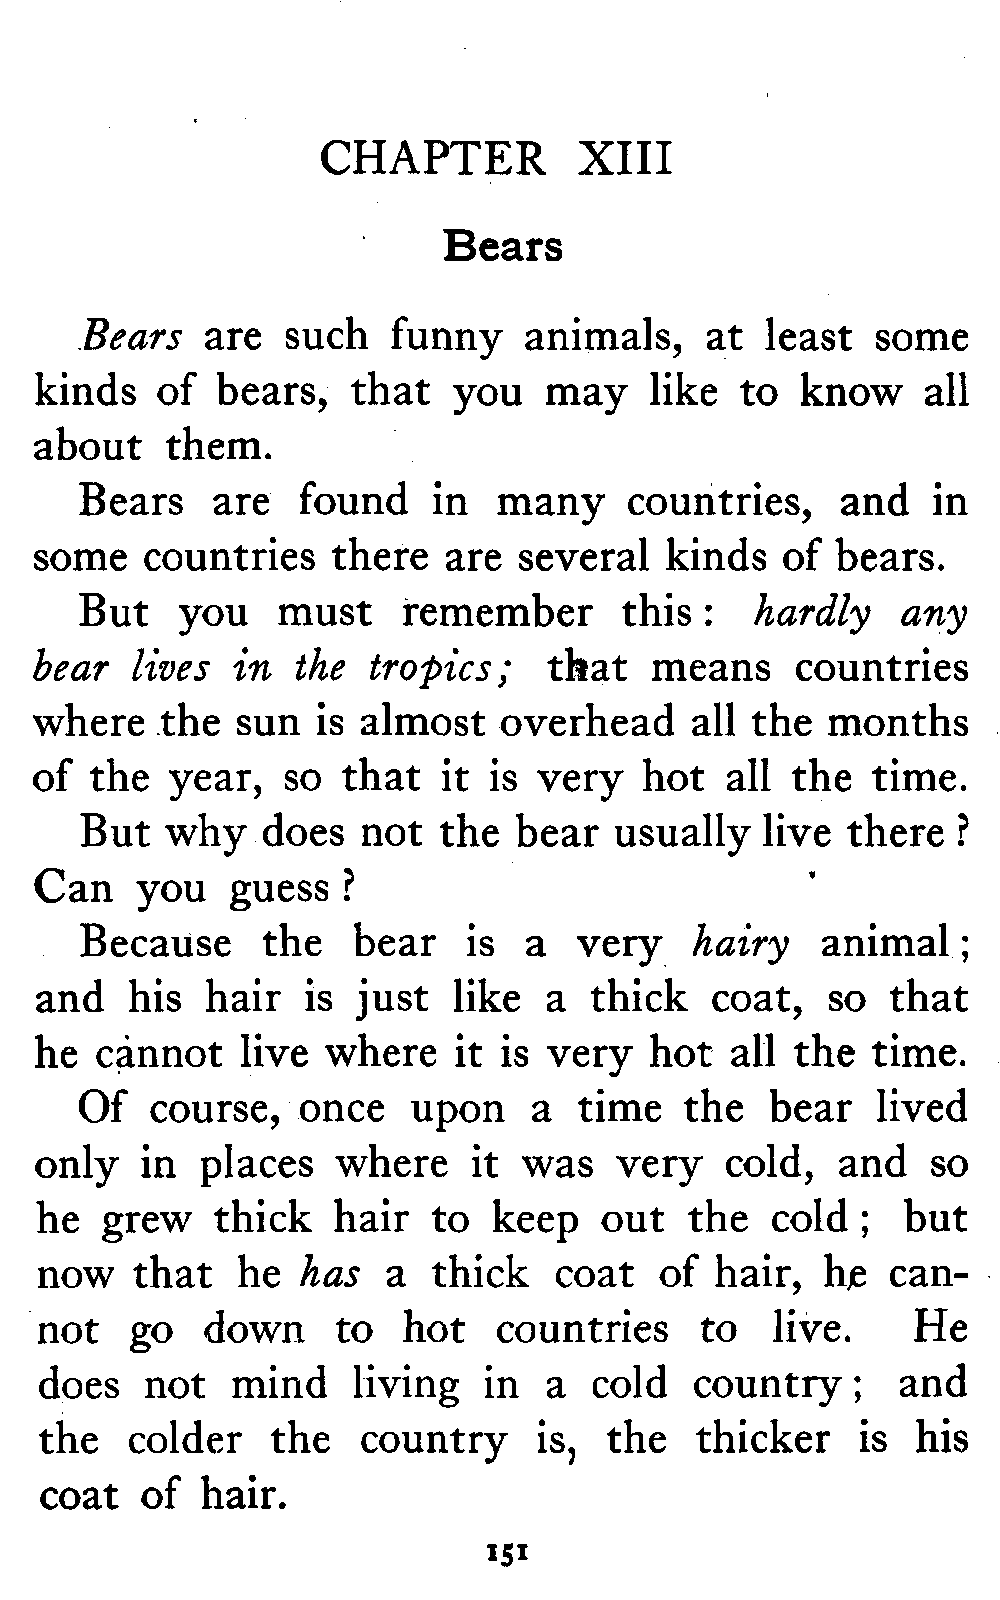 CHAPTER XIII
Bears
Bears are such funny animals, at least some
kinds of bears, that you may like to know all
about them.
Bears are found in many countries, and in
some countries there are several kinds of bears.
But you must remember this : hardly any
bear lives in the tropics; that means countries
where the sun is almost overhead all the months
of the year, so that it is very hot all the time.
But why does not the bear usually live there ?
Can you guess ?
Because the bear is a very hairy animal ;
and his hair is just like a thick coat, so that
he cannot live where it is very hot all the time.
Of course, once upon a time the bear lived
only in places where it was very cold, and so
he grew thick hair to keep out the cold ; but
now that he has a thick coat of hair, he can-
not go down to hot countries to live. He
does not mind living in a cold country ; and
the colder the country is, the thicker is his
coat of hair.
151